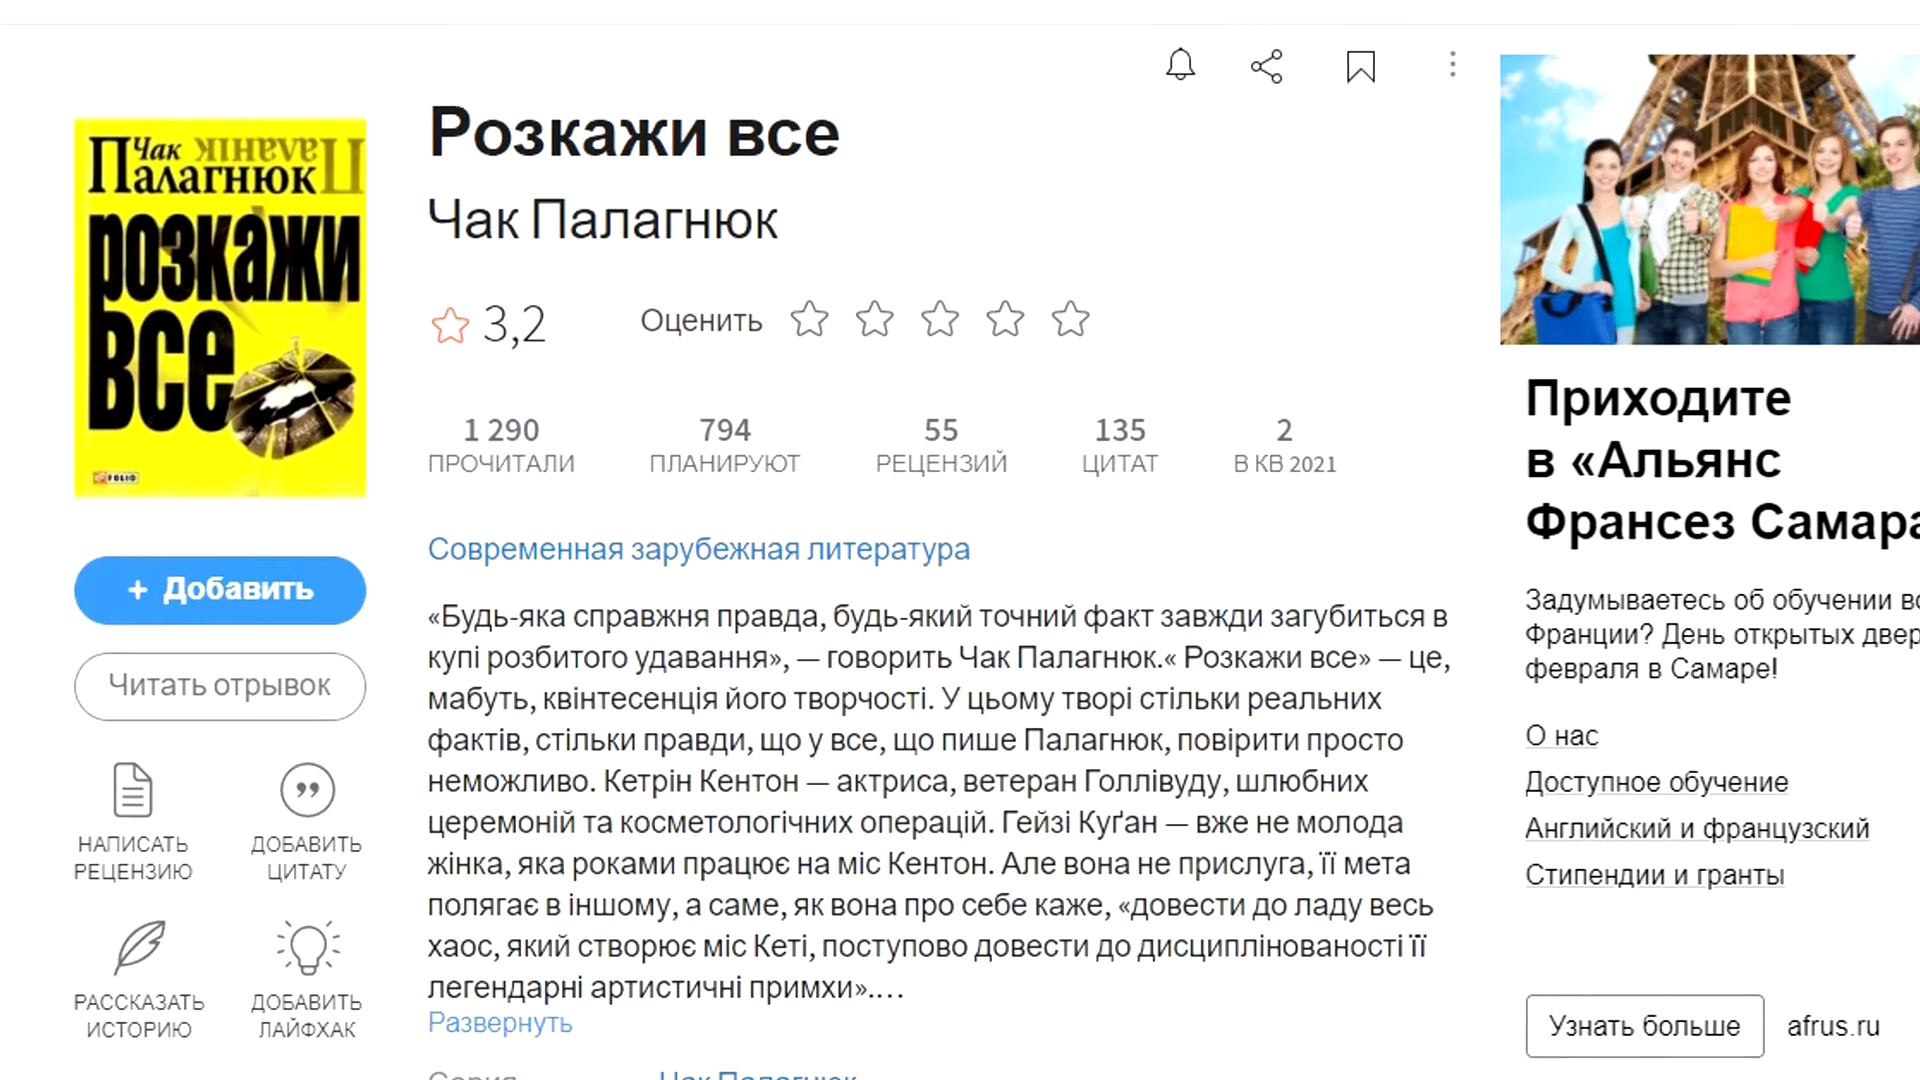 Чак
Палагнюк
розкажи
все
FOLIO
+ Добавить
Читать отрывок
НАПИСАТЬ
РЕЦЕНЗИЮ
ДОБАВИТЬ
ЦИТАТУ
РАССКАЗАТЬ
ИСТОРИЮ
ДОБАВИТЬ
ЛАЙФХАК
Розкажи все
Чак Палагнюк
3,2 Оценить
1 290 794 55 135 2
ПРОЧИТАЛИ ПЛАНИРУЮТ РЕЦЕНЗИЙ ЦИТАТ В КВ 2021
Современная зарубежная литература
«Будь-яка справжня правда, будь-який точний факт завжди загубиться в
купі розбитого удавання», — говорить Чак Палагнюк.« Розкажи все» — це,
мабуть, квінтесенція його творчості. У цьому творі стільки реальних
фактів, стільки правди, що у все, що пише Палагнюк, повірити просто
неможливо. Кетрін Кентон — актриса, ветеран Голлівуду, шлюбних
церемоній та косметологічних операцій. Гейзі Куґан — вже не молода
жінка, яка роками працює на міс Кентон. Але вона не прислуга, її мета
полягає в іншому, а саме, як вона про себе каже, «довести до ладу весь
хаос, який створює міс Кеті, поступово довести до дисциплінованості її
легендарні артистичні примхи»....
Развернуть
Серия Чак Палагнюк
Приходите
в «Альянс
Франсез Самара
Задумываетесь об обучении во
Франции? День открытых двер
февраля в Самаре!
О нас
Доступное обучение
Английский и французский
Стипендии и гранты
Узнать больше afrus.ru